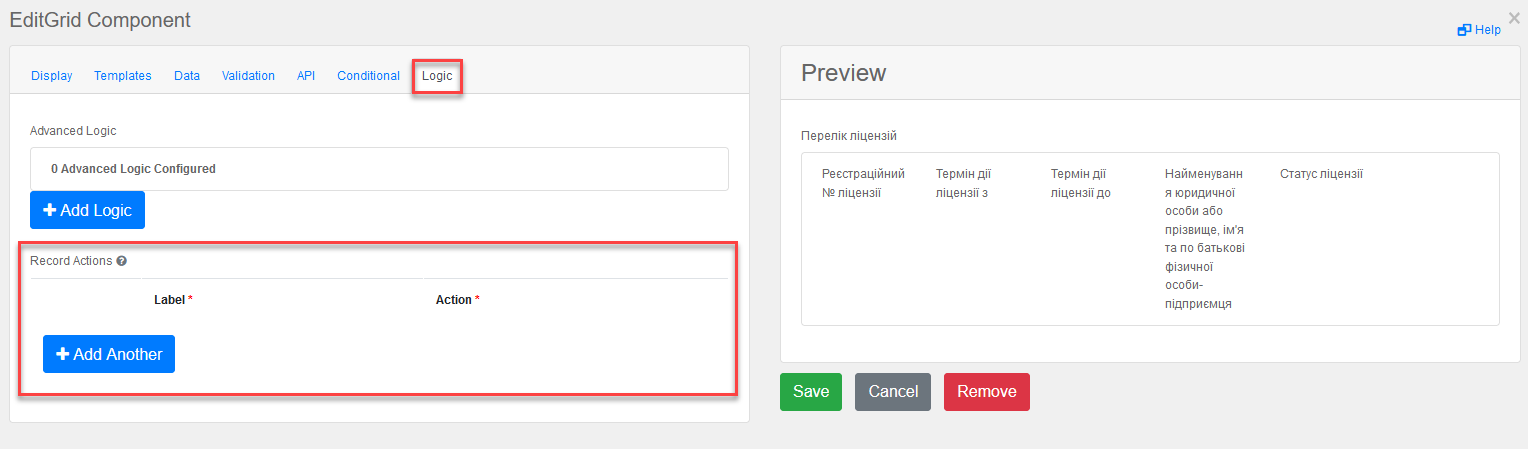 EditGrid Component
×
Help
Display Templates Data Validation API Conditional Logic
Advanced Logic
0 Advanced Logic Configured
Add Logic
Record Actions
Label * Action *
Add Another
Preview
Перелік ліцензій
Реєстраційний
№ ліцензії
Термін дії
ліцензії з
Термін дії
ліцензії до
Найменуванн
я юридичної
особи або
прізвище, ім'я
та по батькові
фізичної
особи-
підприємця
Статус ліцензії
Save Cancel Remove